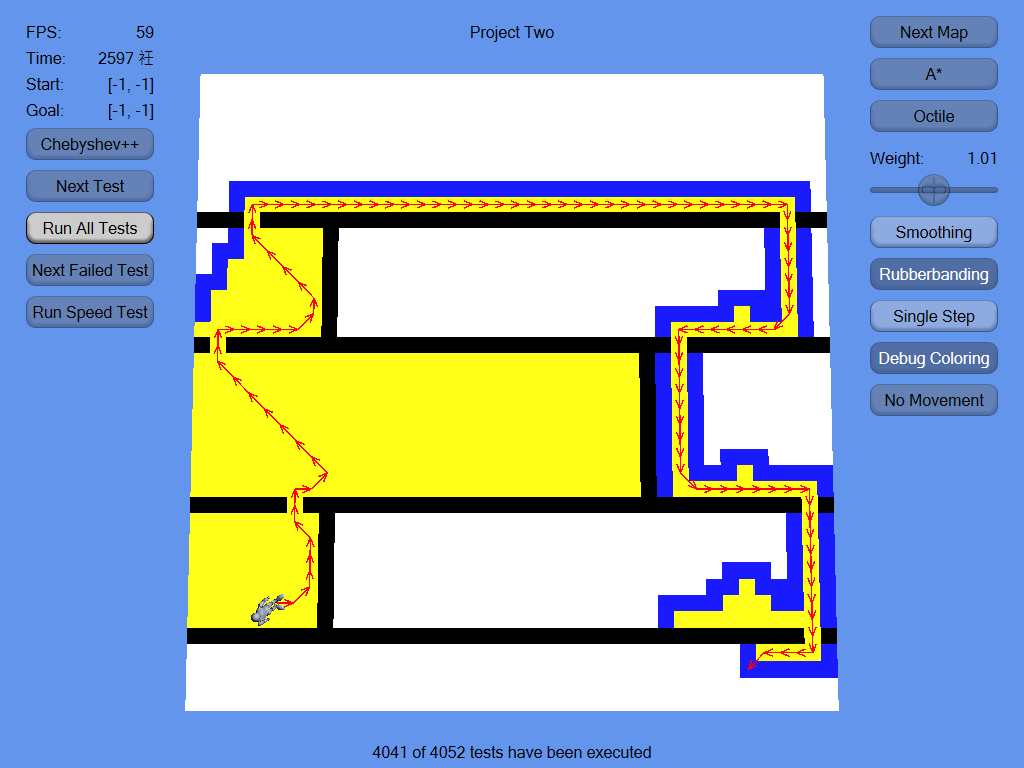 FPS: 59
Time: 2597 衽
Start: [-1, -1]
Goal: [-1, -1]
Chebyshev++
Next Test
Run All Tests
Next Failed Test
Run Speed Test
Project Two
Next Map
A*
Octile
Weight: 1.01
Smoothing
Rubberbanding
Single Step
Debug Coloring
No Movement
4041 of 4052 tests have been executed